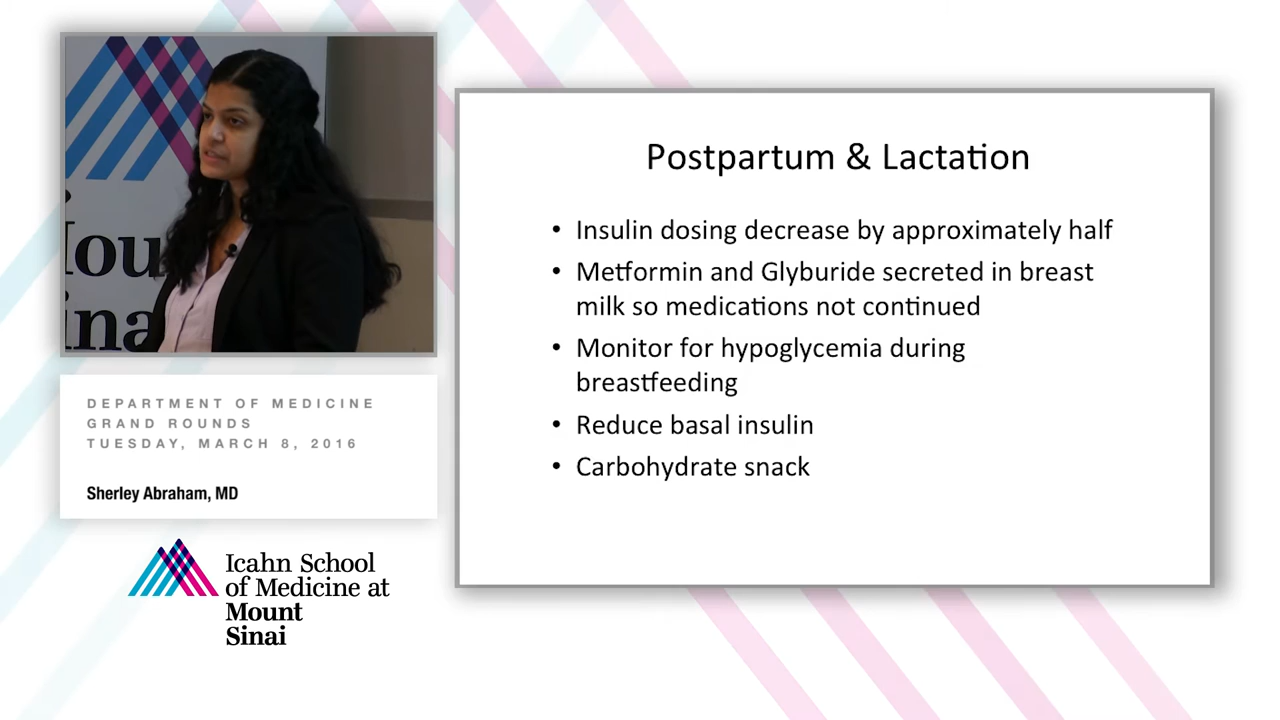 DEPARTMENT OF MEDICINE
GRAND ROUNDS
TUESDAY, MARCH 8, 2016
Sherley Abraham, MD
Icahn School
of Medicine at
Mount
Sinai
Postpartum & Lactation
• Insulin dosing decrease by approximately half
• Metformin and Glyburide secreted in breast
milk so medications not continued
• Monitor for hypoglycemia during
breastfeeding
• Reduce basal insulin
• Carbohydrate snack